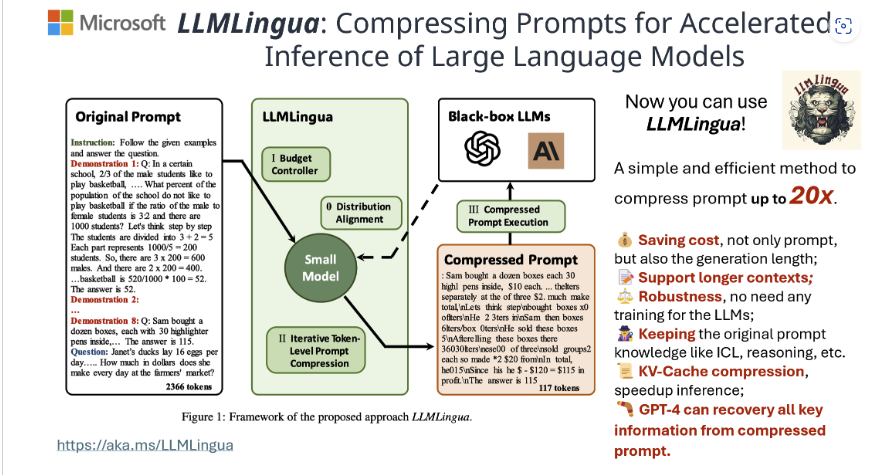 Microsoft LLMLingua: Compressing Prompts for Accelerated
Inference of Large Language Models
Original Prompt
Instruction: Follow the given examples
and answer the question.
Demonstration 1: Q: In a certain
school, 2/3 of the male students like to
play basketball, …. What percent of the
population of the school do not like to
play basketball if the ratio of the male to
female students is 3:2 and there are
1000 students? Let's think step by step
The students are divided into 3 + 2 = 5
Each part represents 1000/5 = 200
students. So, there are 3 x 200 = 600
males. And there are 2 x 200 = 400.
…basketball is 520/1000 * 100 = 52.
The answer is 52.
Demonstration 2:
...
Demonstration 8: Q: Sam bought a
dozen boxes, each with 30 highlighter
pens inside,… The answer is 115.
Question: Janet's ducks lay 16 eggs per
day….. How much in dollars does she
make every day at the farmers' market?
2366 tokens
LLMLingua
I Budget
Controller
0 Distribution
Alignment
Small
Model
II Iterative Token-
Level Prompt
Compression
Black-box LLMs
III Compressed
Prompt Execution
Compressed Prompt
: Sam bought a dozen boxes each 30
highl pens inside, $10 each. ... thelters
separately at the of three $2. much make
total,\nLets think step\nbought boxes x0
oflters\nHe 2 3ters in\nSam then boxes
6lters/box 0ters\nHe sold these boxes
5\nAfterelling these boxes there
36030lters\nese00 of three\nsold groups2
each so made *2 $20 from\nIn total,
he015\nSince his he $ - $120 = $115 in
profit.\nThe answer is 115
117 tokens
Figure 1: Framework of the proposed approach LLMLingua.
https://aka.ms/LLMLingua
LLMLingua
Now you can use
LLMLingua!
A simple and efficient method to
compress prompt up to 20x.
Saving cost, not only prompt,
but also the generation length;
Support longer contexts;
Robustness, no need any
training for the LLMs;
Keeping the original prompt
knowledge like ICL, reasoning, etc.
KV-Cache compression,
speedup inference;
GPT-4 can recover all key
information from compressed
prompt.